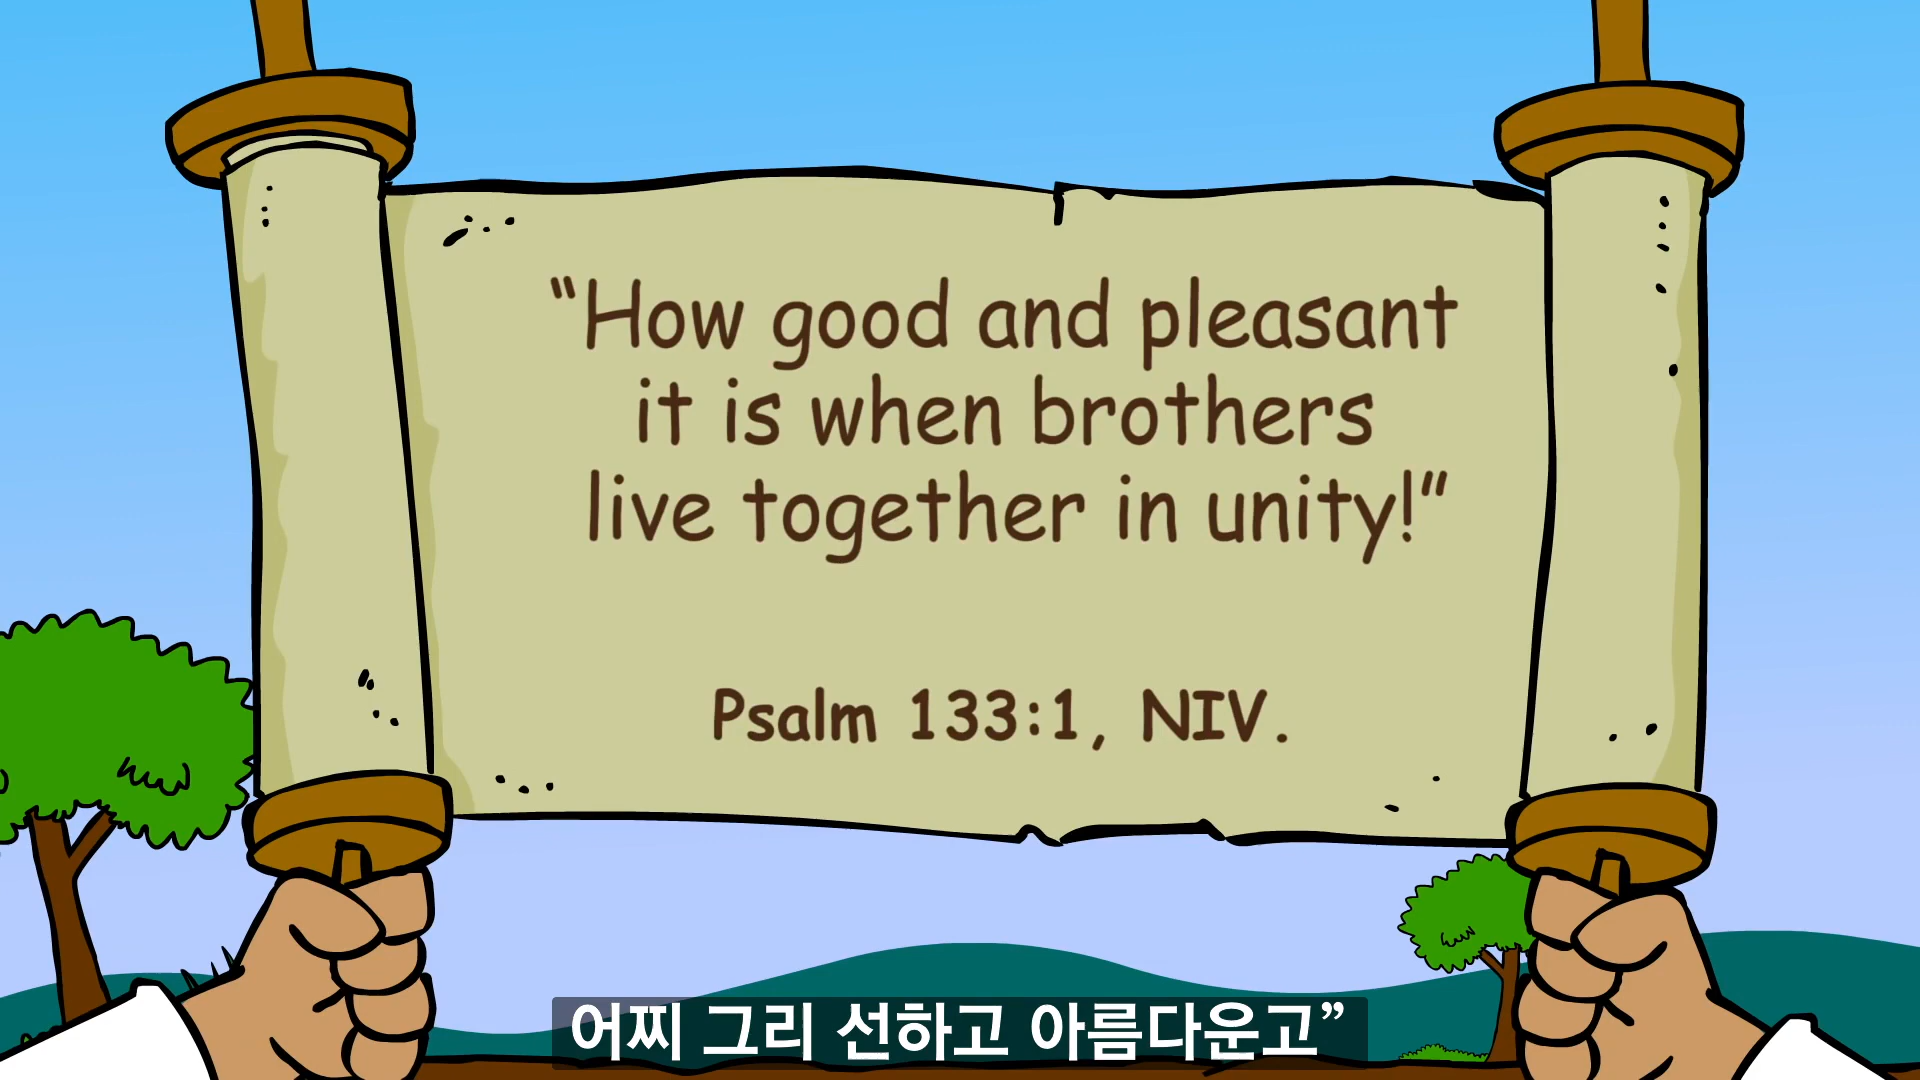 “How good and pleasant
it is when brothers
live together in unity!”
Psalm 133:1, NIV.
어찌 그리 선하고 아름다운고”